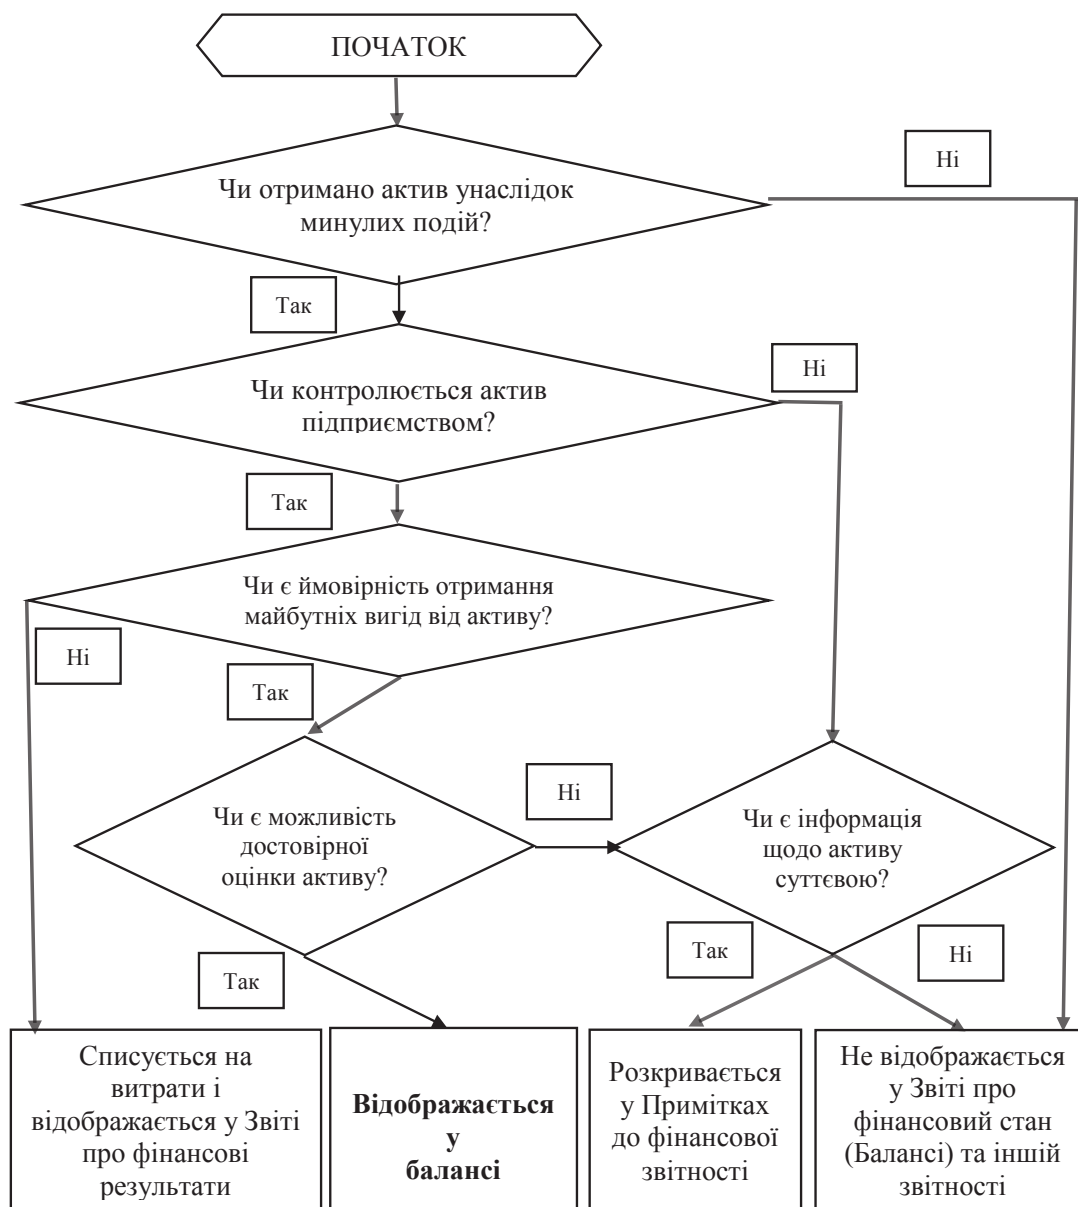 ПОЧАТОК
Ні
Чи отримано актив унаслідок
минулих подій?
Так
Ні
Чи контролюється актив
підприємством?
Так
Чи є ймовірність отримання
майбутніх вигід від активу?
Ні
Так
Чи є можливість
достовірної
оцінки активу?
Ні
Чи є інформація
щодо активу
суттєвою?
Так
Так
Ні
Списується на
витрати і
відображається у Звіті
про фінансові
результати
Відображається
у
балансі
Розкривається
у Примітках
до фінансової
звітності
Не відображається
у Звіті про
фінансовий стан
(Балансі) та іншій
звітності